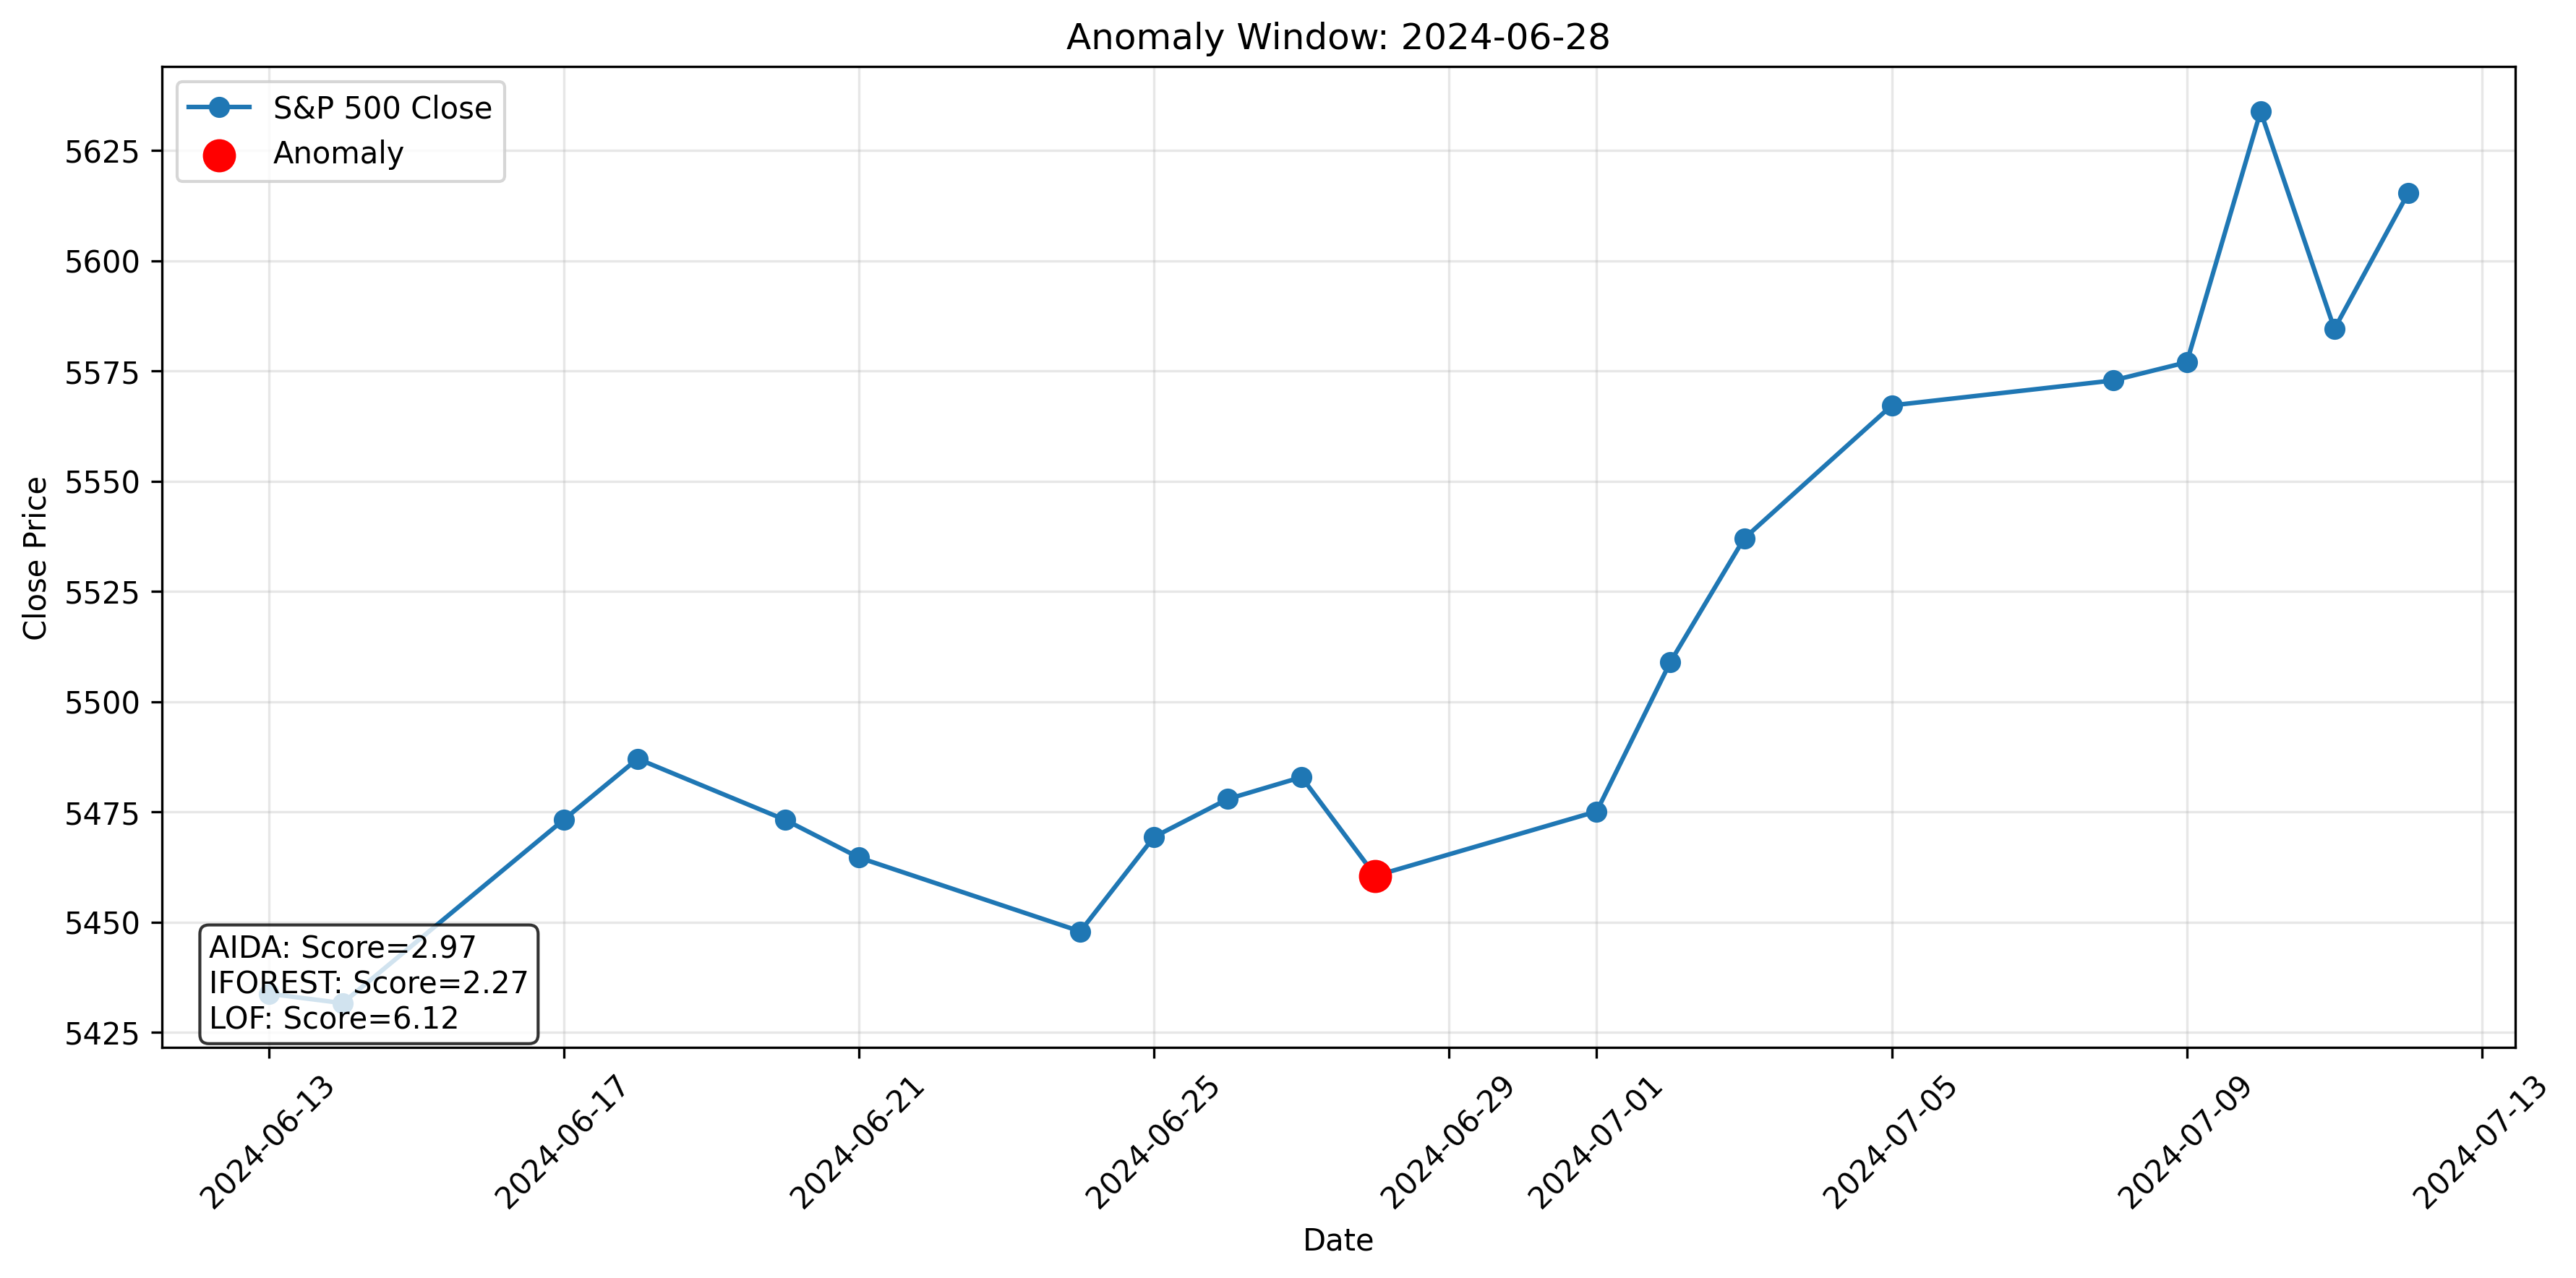 Anomaly Window: 2024-06-28
S&P 500 Close
Anomaly
5625
5600
5575
5550
5525
5500
5475
5450
5425
Close Price
AIDA: Score=2.97
IFOREST: Score=2.27
LOF: Score=6.12
2024-06-13
2024-06-17
2024-06-21
2024-06-25
2024-06-29
2024-07-01
2024-07-05
2024-07-09
2024-07-13
Date